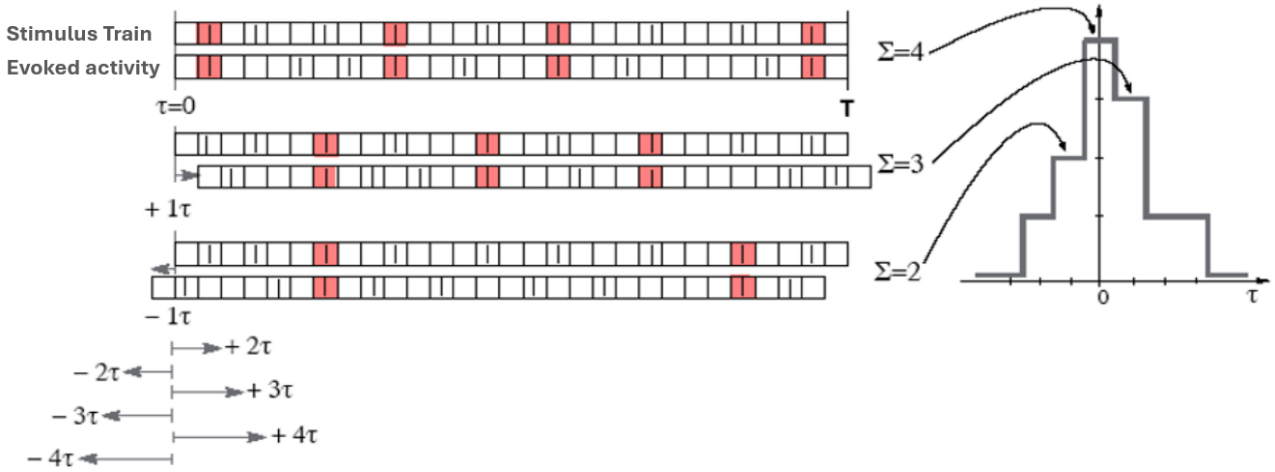 Stimulus Train
Evoked activity
τ=0
T
Σ=4
+ 1τ
Σ=3
− 1τ
Σ=2
+ 2τ
− 2τ
+ 3τ
− 3τ
+ 4τ
− 4τ
0
τ